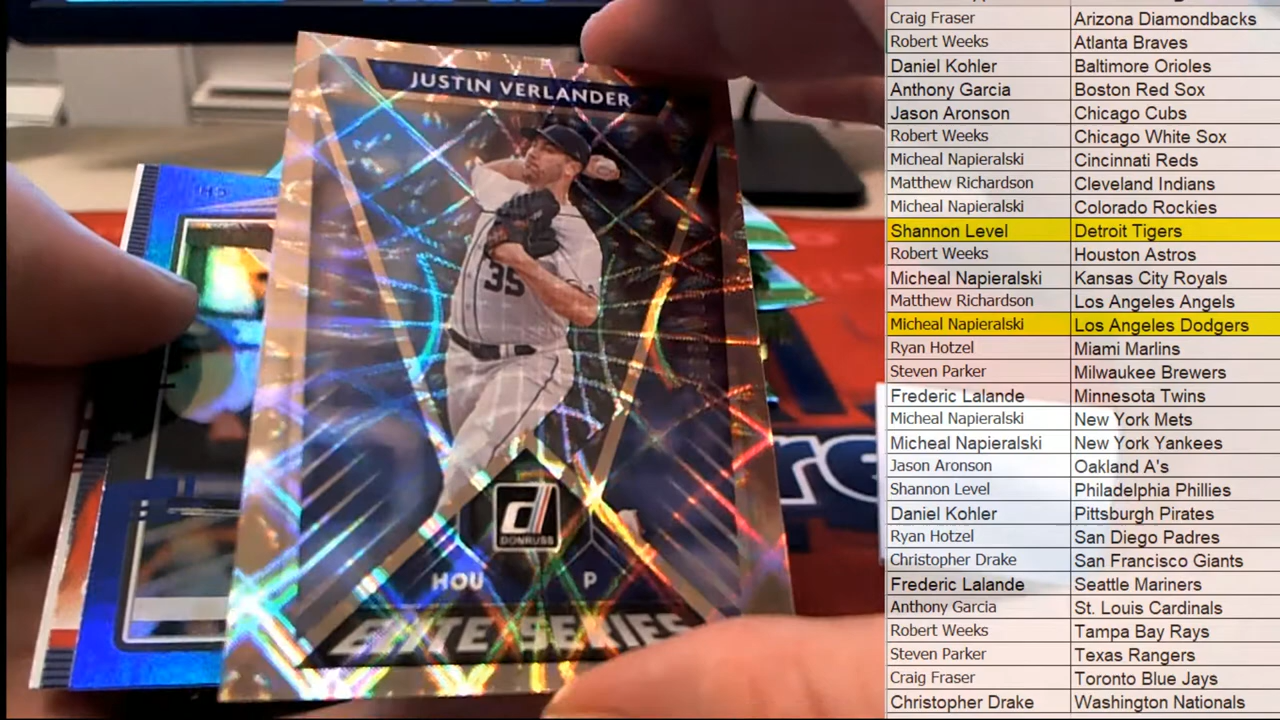 JUSTIN VERLANDER
35
d
DONRUSS
HOU P
ELITE SERIES
Craig Fraser Arizona Diamondbacks
Robert Weeks Atlanta Braves
Daniel Kohler Baltimore Orioles
Anthony Garcia Boston Red Sox
Jason Aronson Chicago Cubs
Robert Weeks Chicago White Sox
Micheal Napieralski Cincinnati Reds
Matthew Richardson Cleveland Indians
Micheal Napieralski Colorado Rockies
Shannon Level Detroit Tigers
Robert Weeks Houston Astros
Micheal Napieralski Kansas City Royals
Matthew Richardson Los Angeles Angels
Micheal Napieralski Los Angeles Dodgers
Ryan Hotzel Miami Marlins
Steven Parker Milwaukee Brewers
Frederic Lalande Minnesota Twins
Micheal Napieralski New York Mets
Micheal Napieralski New York Yankees
Jason Aronson Oakland A's
Shannon Level Philadelphia Phillies
Daniel Kohler Pittsburgh Pirates
Ryan Hotzel San Diego Padres
Christopher Drake San Francisco Giants
Frederic Lalande Seattle Mariners
Anthony Garcia St. Louis Cardinals
Robert Weeks Tampa Bay Rays
Steven Parker Texas Rangers
Craig Fraser Toronto Blue Jays
Christopher Drake Washington Nationals